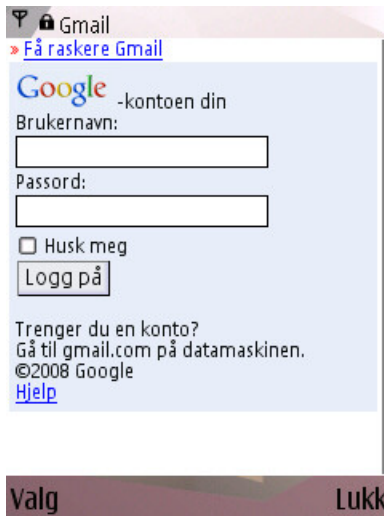 Gmail
» Få raskere Gmail
Google -kontoen din
Brukernavn:
Passord:
Husk meg
Logg på
Trenger du en konto?
Gå til gmail.com på datamaskinen.
©2008 Google
Hjelp
Valg Lukk